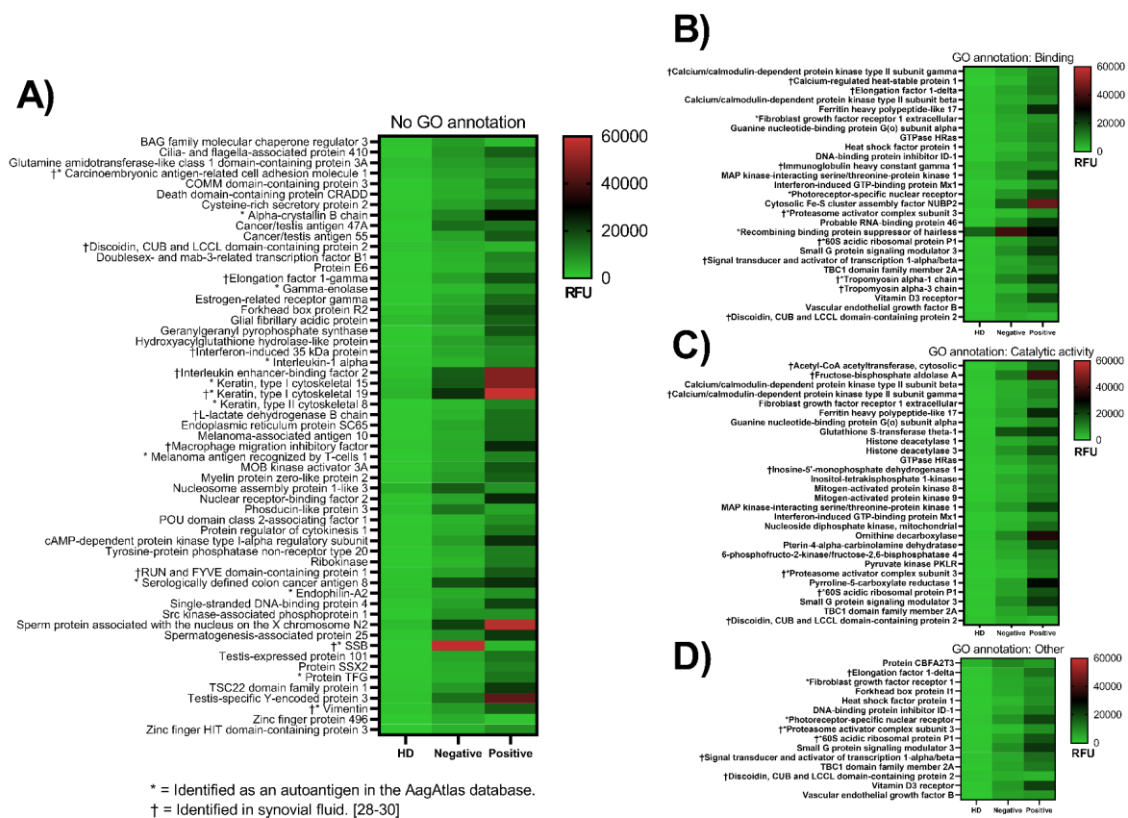 A)
No GO annotation
BAG family molecular chaperone regulator 3
Cilia- and flagella-associated protein 410
Glutamine amidotransferase-like class 1 domain-containing protein 3A
†* Carcinoembryonic antigen-related cell adhesion molecule 1
COMM domain-containing protein 3
Death domain-containing protein CRADD
Cysteine-rich secretory protein 2
* Alpha-crystallin B chain
Cancer/testis antigen 47A
Cancer/testis antigen 55
†Discoidin, CUB and LCCL domain-containing protein 2
Doublesex- and mab-3-related transcription factor B1
Protein E6
†Elongation factor 1-gamma
* Gamma-enolase
Estrogen-related receptor gamma
Forkhead box protein R2
Glial fibrillary acidic protein
Geranylgeranyl pyrophosphate synthase
Hydroxyacylglutathione hydrolase-like protein
†Interferon-induced 35 kDa protein
* Interleukin-1 alpha
†Interleukin enhancer-binding factor 2
* Keratin, type I cytoskeletal 15
†* Keratin, type I cytoskeletal 19
* Keratin, type II cytoskeletal 8
†L-lactate dehydrogenase B chain
Endoplasmic reticulum protein SC65
Melanoma-associated antigen 10
†Macrophage migration inhibitory factor
* Melanoma antigen recognized by T-cells 1
MOB kinase activator 3A
Myelin protein zero-like protein 2
Nucleosome assembly protein 1-like 3
Nuclear receptor-binding factor 2
Phosducin-like protein 3
POU domain class 2-associating factor 1
Protein regulator of cytokinesis 1
cAMP-dependent protein kinase type I-alpha regulatory subunit
Tyrosine-protein phosphatase non-receptor type 20
Ribokinase
†RUN and FYVE domain-containing protein 1
* Serologically defined colon cancer antigen 8
* Endophilin-A2
Single-stranded DNA-binding protein 4
Src kinase-associated phosphoprotein 1
Sperm protein associated with the nucleus on the X chromosome N2
Spermatogenesis-associated protein 25
†* SSB
Testis-expressed protein 101
Protein SSX2
* Protein TFG
TSC22 domain family protein 1
Testis-specific Y-encoded protein 3
†* Vimentin
Zinc finger protein 496
Zinc finger HIT domain-containing protein 3
HD Negative Positive
60000
40000
20000
0
RFU
* = Identified as an autoantigen in the AagAtlas database.
† = Identified in synovial fluid. [28-30]
B)
GO annotation: Binding
†Calcium/calmodulin-dependent protein kinase type II subunit gamma
†Calcium-regulated heat-stable protein 1
†Elongation factor 1-delta
Calcium/calmodulin-dependent protein kinase type II subunit beta
Ferritin heavy polypeptide-like 17
*Fibroblast growth factor receptor 1 extracellular
Guanine nucleotide-binding protein G(o) subunit alpha
GTPase HRas
Heat shock factor protein 1
DNA-binding protein inhibitor ID-1
†Immunoglobulin heavy constant gamma 1
MAP kinase-interacting serine/threonine-protein kinase 1
Interferon-induced GTP-binding protein Mx1
*Photoreceptor-specific nuclear receptor
Cytosolic Fe-S cluster assembly factor NUBP2
†*Proteasome activator complex subunit 3
Probable RNA-binding protein 46
*Recombining binding protein suppressor of hairless
†*60S acidic ribosomal protein P1
Small G protein signaling modulator 3
†Signal transducer and activator of transcription 1-alpha/beta
TBC1 domain family member 2A
†*Tropomyosin alpha-1 chain
†Tropomyosin alpha-3 chain
Vitamin D3 receptor
Vascular endothelial growth factor B
†Discoidin, CUB and LCCL domain-containing protein 2
HD Negative Positive
60000
40000
20000
0
RFU
C)
GO annotation: Catalytic activity
†Acetyl-CoA acetyltransferase, cytosolic
†Fructose-bisphosphate aldolase A
Calcium/calmodulin-dependent protein kinase type II subunit beta
†Calcium/calmodulin-dependent protein kinase type II subunit gamma
Fibroblast growth factor receptor 1 extracellular
Ferritin heavy polypeptide-like 17
Guanine nucleotide-binding protein G(o) subunit alpha
Glutathione S-transferase theta-1
Histone deacetylase 1
Histone deacetylase 3
GTPase HRas
†Inosine-5'-monophosphate dehydrogenase 1
Inositol-tetrakisphosphate 1-kinase
Mitogen-activated protein kinase 8
Mitogen-activated protein kinase 9
MAP kinase-interacting serine/threonine-protein kinase 1
Interferon-induced GTP-binding protein Mx1
Nucleoside diphosphate kinase, mitochondrial
Ornithine decarboxylase
Pterin-4-alpha-carbinolamine dehydratase
6-phosphofructo-2-kinase/fructose-2,6-bisphosphatase 4
Pyruvate kinase PKLR
†*Proteasome activator complex subunit 3
Pyrroline-5-carboxylate reductase 1
†*60S acidic ribosomal protein P1
Small G protein signaling modulator 3
TBC1 domain family member 2A
†Discoidin, CUB and LCCL domain-containing protein 2
HD Negative Positive
60000
40000
20000
0
RFU
D)
GO annotation: Other
Protein CBFA2T3
†Elongation factor 1-delta
*Fibroblast growth factor receptor 1
Forkhead box protein I1
Heart shock factor protein 1
DNA-binding protein inhibitor ID-1
*Photoreceptor-specific nuclear receptor
†*Proteasome activator complex subunit 3
†*60S acidic ribosomal protein P1
Small G protein signaling modulator 3
†Signal transducer and activator of transcription 1-alpha/beta
TBC1 domain family member 2A
†Discoidin, CUB and LCCL domain-containing protein 2
Vitamin D3 receptor
Vascular endothelial growth factor B
HD Negative Positive
60000
40000
20000
0
RFU